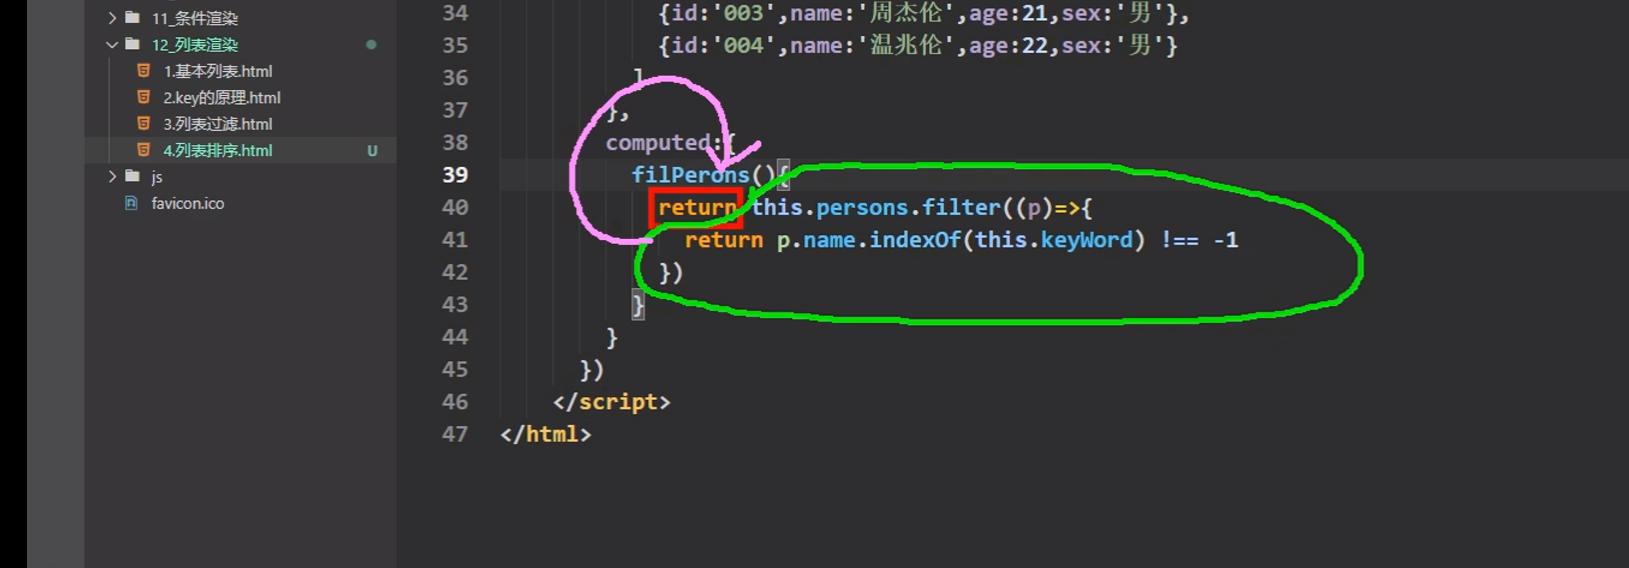 11_条件渲染
12_列表渲染
1.基本列表.html
2.key的原理.html
3.列表过滤.html
4.列表排序.html U
js
favicon.ico
34 {id:'003',name:'周杰伦',age:21,sex:'男'},
35 {id:'004',name:'温兆伦',age:22,sex:'男'}
36 ]
37 },
38 computed:{
39 filPerons(){
40 return this.persons.filter((p)=>{
41 return p.name.indexOf(this.keyWord) !== -1
42 })
43 }
44 }
45 })
46 </script>
47 </html>